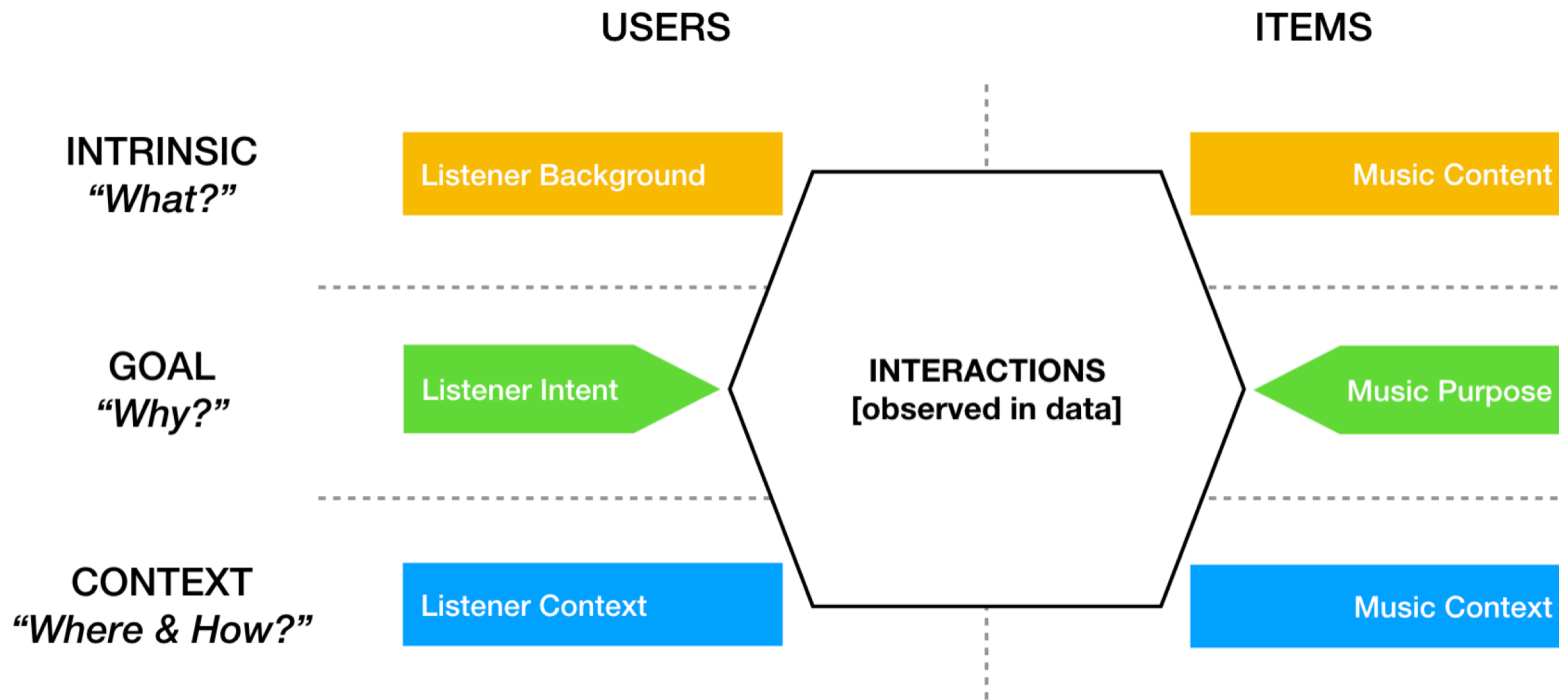 USERS
ITEMS
INTRINSIC
“What?”
Listener Background
Music Content
GOAL
“Why?”
Listener Intent
INTERACTIONS
[observed in data]
Music Purpose
CONTEXT
“Where & How?”
Listener Context
Music Context